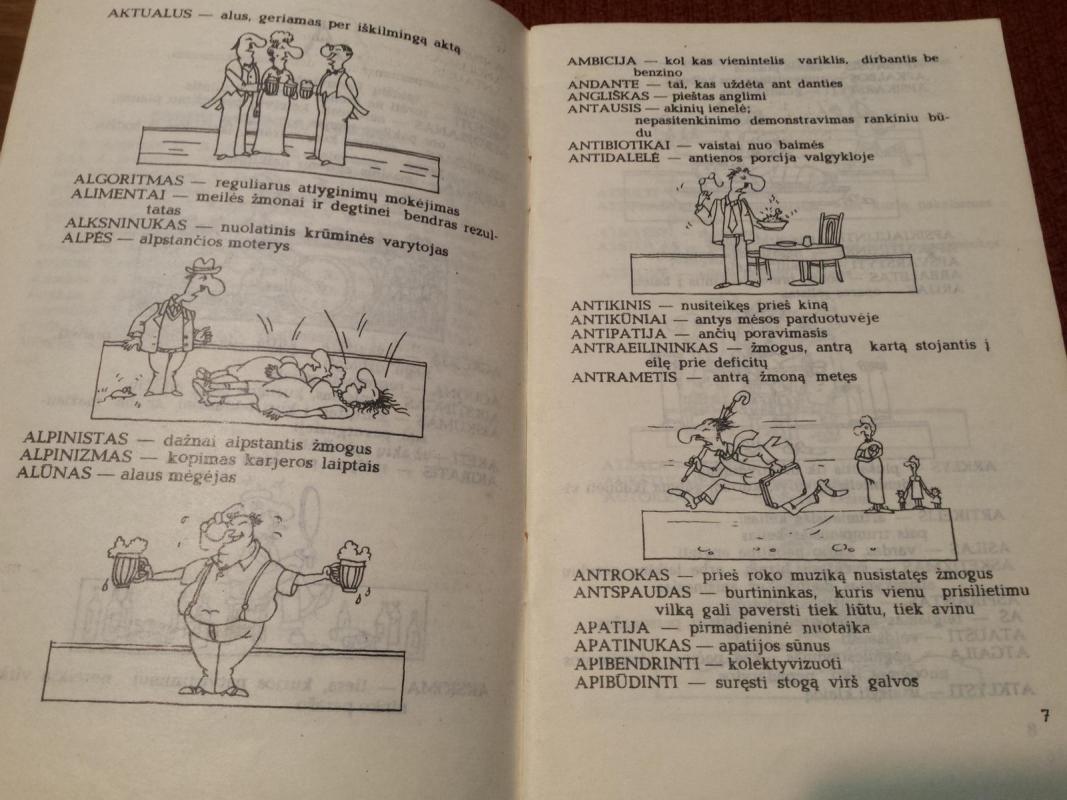 AKTUALUS — alus, geriamas per iškilmingą aktą
ALGORITMAS — reguliarus atlyginimų mokėjimas
ALIMENTAI — meilės žmonai ir degtinei bendras rezul-
tatas
ALKSNINUKAS — nuolatinis krūminės varytojas
ALPĖS — alpstančios moterys
ALPINISTAS — dažnai alpstantis žmogus
ALPINIZMAS — kopimas karjeros laiptais
ALŪNAS — alaus mėgėjas
AMBICIJA — kol kas vienintelis variklis, dirbantis be
benzino
ANDANTE — tai, kas uždėta ant danties
ANGLIŠKAS — pieštas anglimi
ANTAUSIS — akinių ienelė;
nepasitenkinimo demonstravimas rankiniu bū-
du
ANTIBIOTIKAI — vaistai nuo baimės
ANTIDALELĖ — antienos porcija valgykloje
ANTIKINIS — nusiteikęs prieš kiną
ANTIKŪNIAI — antys mėsos parduotuvėje
ANTIPATIJA — ančių poravimasis
ANTRAEILININKAS — žmogus, antrą kartą stojantis į
eilę prie deficitų
ANTRAMETIS — antrą žmoną metęs
ANTROKAS — prieš roko muziką nusistatęs žmogus
ANTSPAUDAS — burtininkas, kuris vienu prisilietimu
vilką gali paversti tiek liūtu, tiek avinu
APATIJA — pirmadieninė nuotaika
APATINUKAS — apatijos sūnus
APIBENDRINTI — kolektyvizuoti
APIBŪDINTI — suręsti stogą virš galvos
7